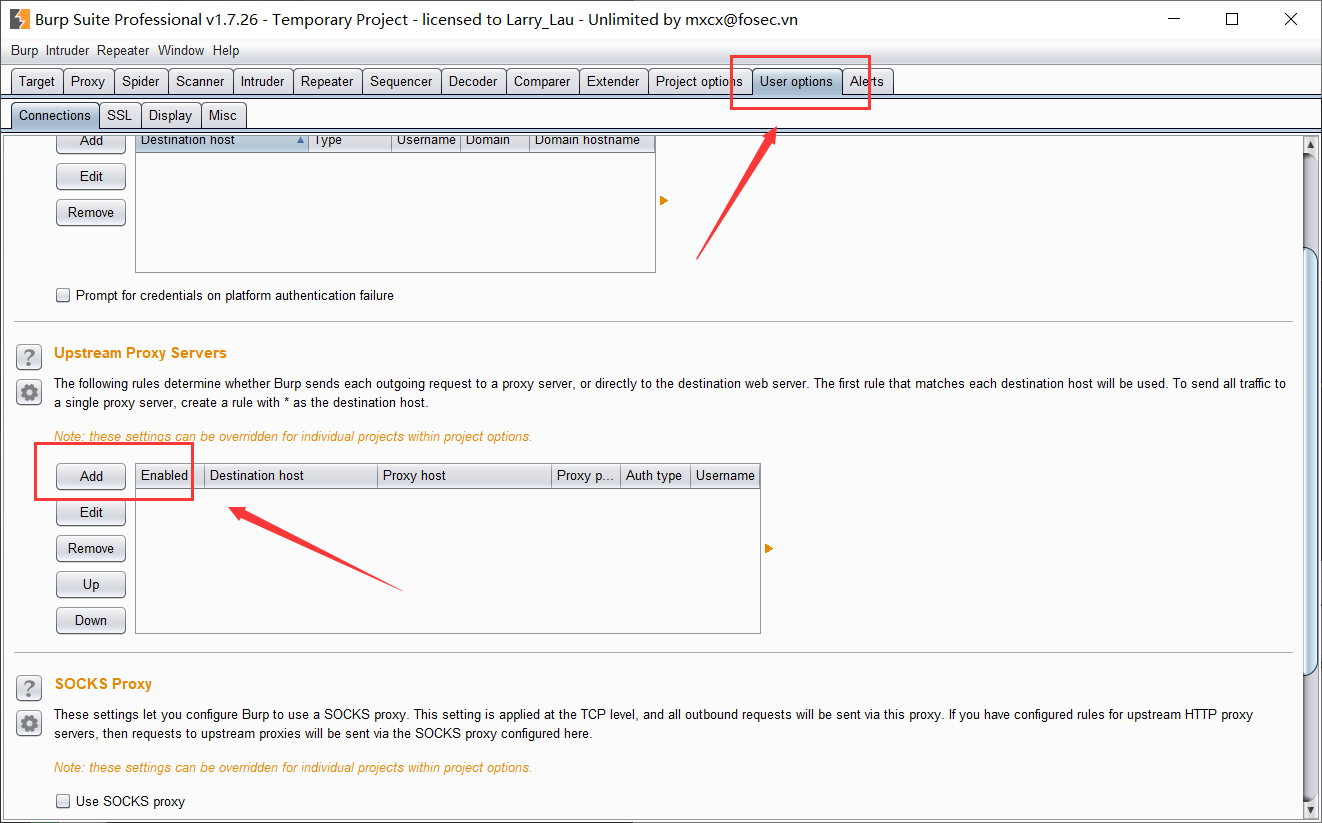 Burp Suite Professional v1.7.26 - Temporary Project - licensed to Larry_Lau - Unlimited by mxcx@fosec.vn
Burp Intruder Repeater Window Help
Target Proxy Spider Scanner Intruder Repeater Sequencer Decoder Comparer Extender Project options User options Alerts
Connections SSL Display Misc
Add Destination host Type Username Domain Domain hostname
Edit
Remove
Prompt for credentials on platform authentication failure
? Upstream Proxy Servers
The following rules determine whether Burp sends each outgoing request to a proxy server, or directly to the destination web server. The first rule that matches each destination host will be used. To send all traffic to
a single proxy server, create a rule with * as the destination host.
Note: these settings can be overridden for individual projects within project options.
Add Enabled Destination host Proxy host Proxy p... Auth type Username
Edit
Remove
Up
Down
? SOCKS Proxy
These settings let you configure Burp to use a SOCKS proxy. This setting is applied at the TCP level, and all outbound requests will be sent via this proxy. If you have configured rules for upstream HTTP proxy
servers, then requests to upstream proxies will be sent via the SOCKS proxy configured here.
Note: these settings can be overridden for individual projects within project options.
Use SOCKS proxy